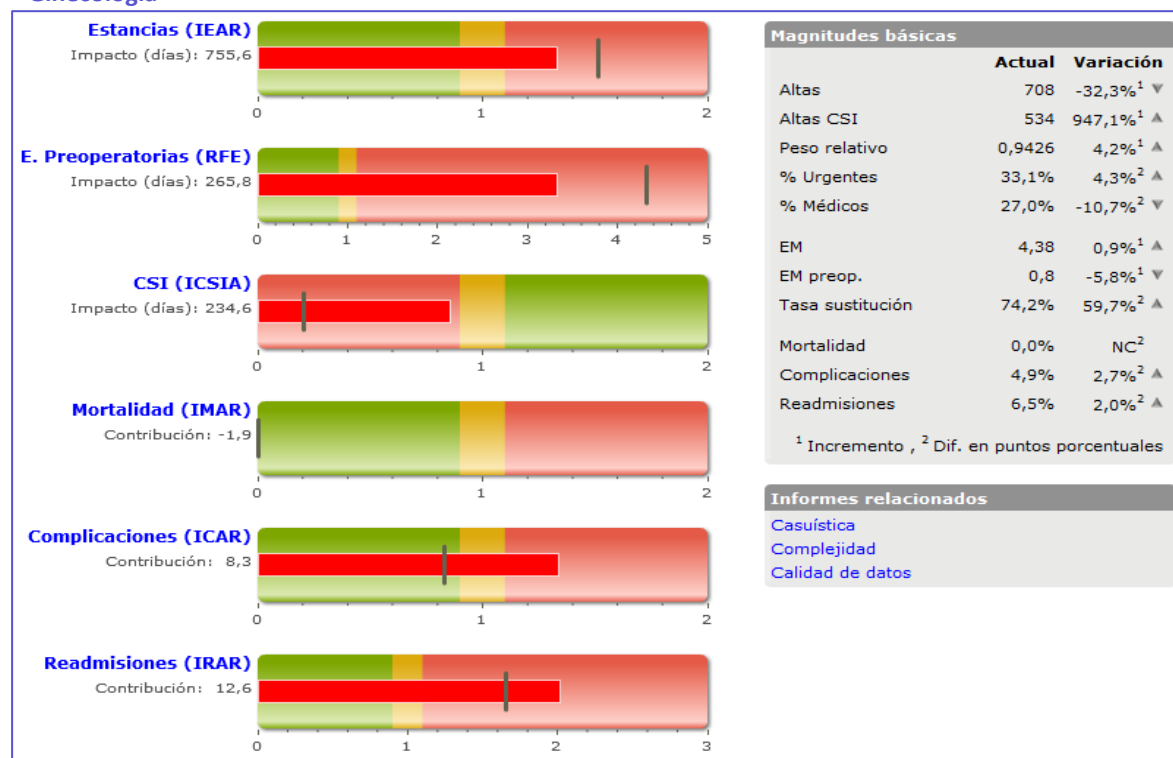 Ginecología
Estancias (IEAR)
Impacto (días): 755,6
0 1 2
E. Preoperatorias (RFE)
Impacto (días): 265,8
0 1 2 3 4 5
CSI (ICSIA)
Impacto (días): 234,6
0 1 2
Mortalidad (IMAR)
Contribución: -1,9
0 1 2
Complicaciones (ICAR)
Contribución: 8,3
0 1 2
Readmisiones (IRAR)
Contribución: 12,6
0 1 2 3
Magnitudes básicas
Actual Variación
Altas 708 -32,3%¹ ▼
Altas CSI 534 947,1%¹ ▲
Peso relativo 0,9426 4,2%¹ ▲
% Urgentes 33,1% 4,3%² ▲
% Médicos 27,0% -10,7%² ▼
EM 4,38 0,9%¹ ▲
EM preop. 0,8 -5,8%¹ ▼
Tasa sustitución 74,2% 59,7%² ▲
Mortalidad 0,0% NC²
Complicaciones 4,9% 2,7%² ▲
Readmisiones 6,5% 2,0%² ▲
¹ Incremento , ² Dif. en puntos porcentuales
Informes relacionados
Casuística
Complejidad
Calidad de datos